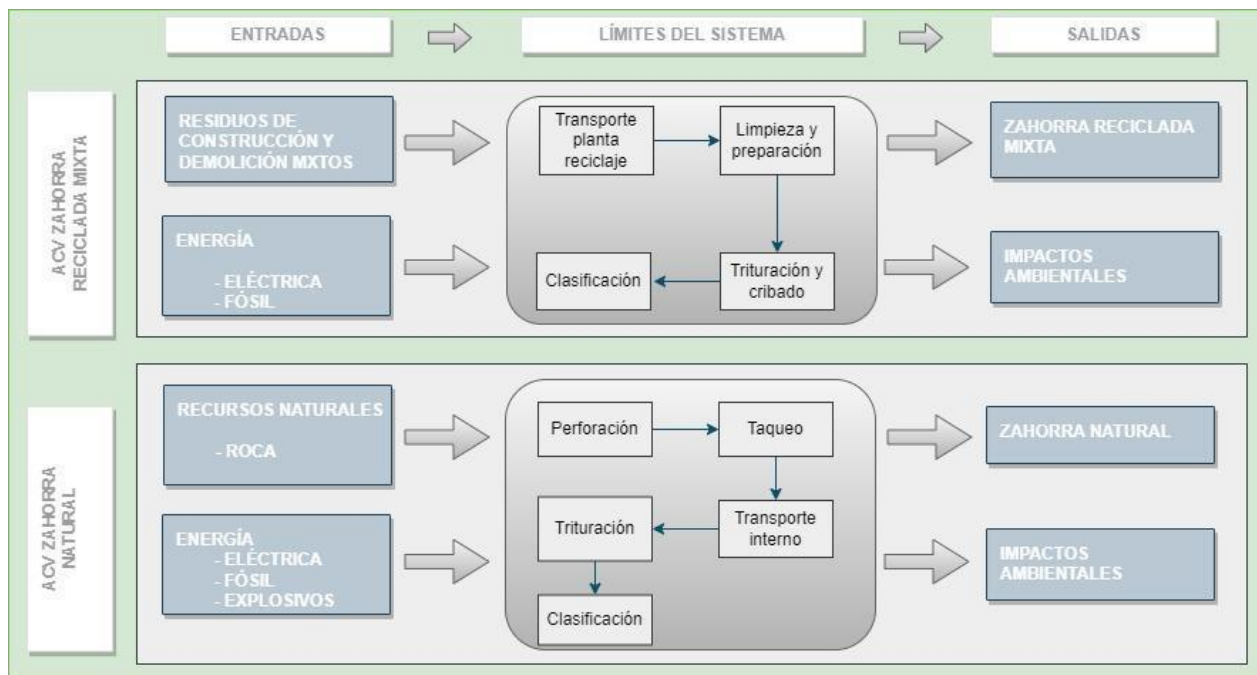 ENTRADAS
LÍMITES DEL SISTEMA
SALIDAS
ACV ZAHORRA
RECICLADA MIXTA
RESIDUOS DE
CONSTRUCCIÓN Y
DEMOLICIÓN MXTOS
ENERGÍA
- ELÉCTRICA
- FÓSIL
Transporte
planta
reciclaje
Limpieza y
preparación
Clasificación
Trituración y
cribado
ZAHORRA RECICLADA
MIXTA
IMPACTOS
AMBIENTALES
ACV ZAHORRA
NATURAL
RECURSOS NATURALES
- ROCA
ENERGÍA
- ELÉCTRICA
- FÓSIL
- EXPLOSIVOS
Perforación
Taqueo
Trituración
Transporte
interno
Clasificación
ZAHORRA NATURAL
IMPACTOS
AMBIENTALES